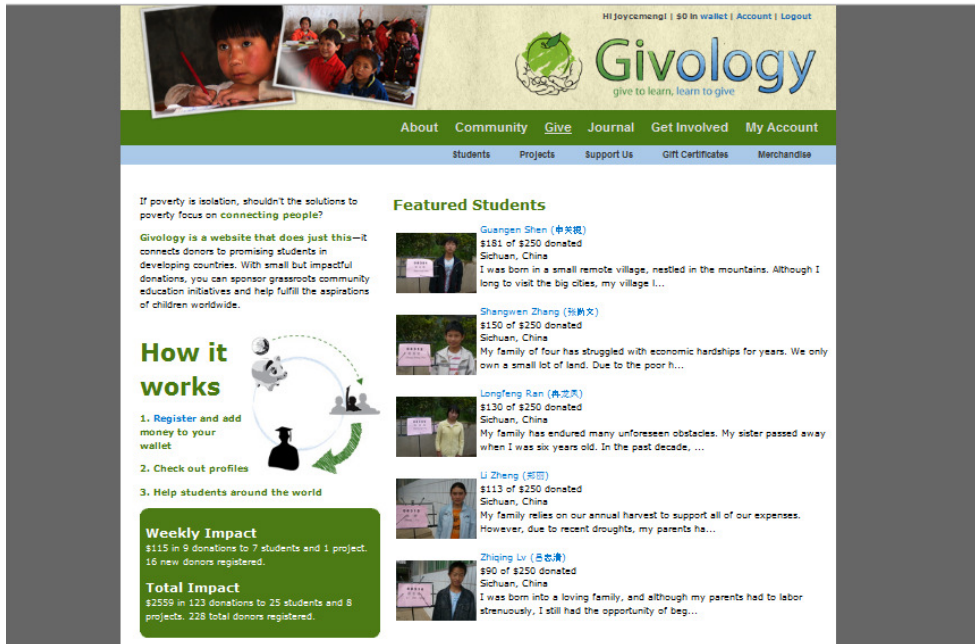 Hi joycemeng! | $0 in wallet | Account | Logout
Givology
give to learn, learn to give
About Community Give Journal Get Involved My Account
Students Projects Support Us Gift Certificates Merchandise
If poverty is isolation, shouldn't the solutions to
poverty focus on connecting people?
Givology is a website that does just this—it
connects donors to promising students in
developing countries. With small but impactful
donations, you can sponsor grassroots community
education initiatives and help fulfill the aspirations
of children worldwide.
How it
works
1. Register and add
money to your
wallet
2. Check out profiles
3. Help students around the world
Weekly Impact
$115 in 9 donations to 7 students and 1 project.
16 new donors registered.
Total Impact
$2559 in 123 donations to 25 students and 8
projects. 228 total donors registered.
Featured Students
Guangen Shen
$181 of $250 donated
Sichuan, China
I was born in a small remote village, nestled in the mountains. Although I
long to visit the big cities, my village l...
Shangwen Zhang
$150 of $250 donated
Sichuan, China
My family of four has struggled with economic hardships for years. We only
own a small lot of land. Due to the poor h...
Longfeng Ran (冉龙凤)
$130 of $250 donated
Sichuan, China
My family has endured many unforeseen obstacles. My sister passed away
when I was six years old. In the past decade, ...
Li Zheng (郑丽)
$113 of $250 donated
Sichuan, China
My family relies on our annual harvest to support all of our expenses.
However, due to recent droughts, my parents ha...
Zhiqing Lv (吕志清)
$90 of $250 donated
Sichuan, China
I was born into a loving family, and although my parents had to labor
strenuously, I still had the opportunity of beg...